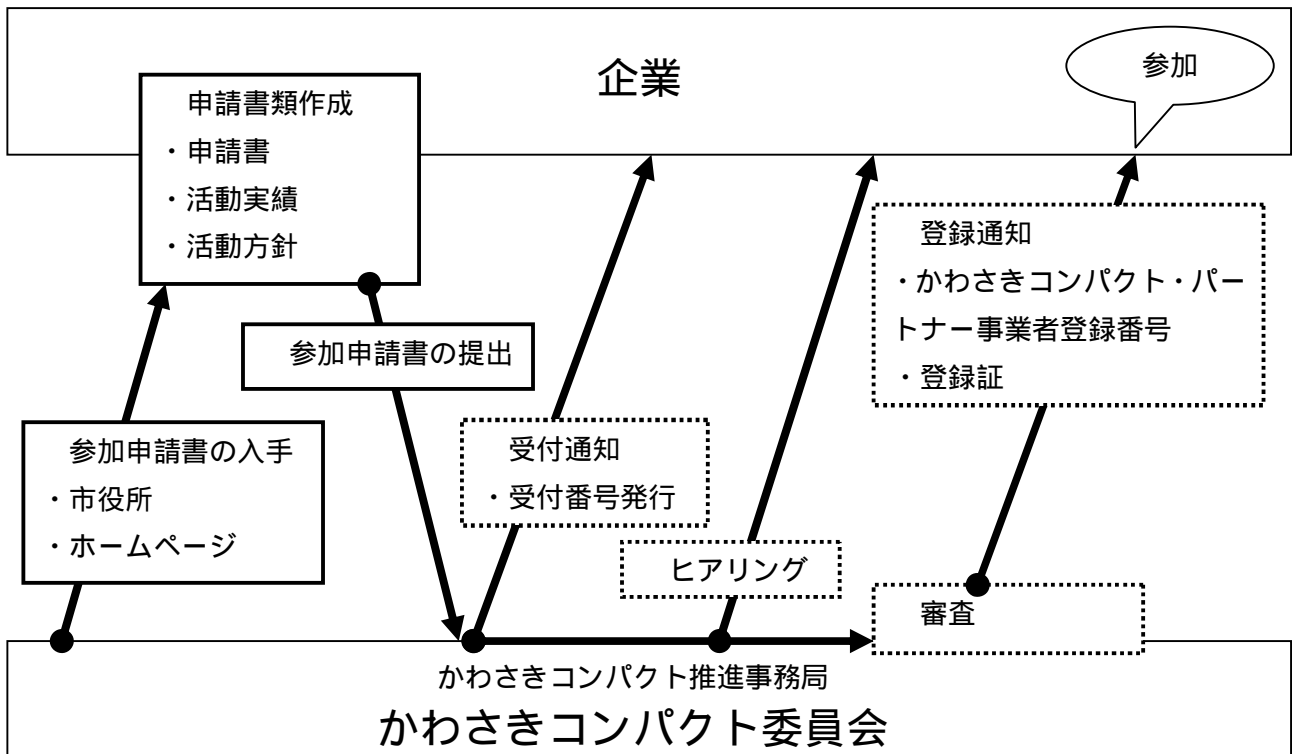 企業
参加
申請書類作成
・申請書
・活動実績
・活動方針
参加申請書の入手
・市役所
・ホームページ
参加申請書の提出
受付通知
・受付番号発行
ヒアリング
審査
登録通知
・かわさきコンパクト・パー
トナー事業者登録番号
・登録証
かわさきコンパクト推進事務局
かわさきコンパクト委員会